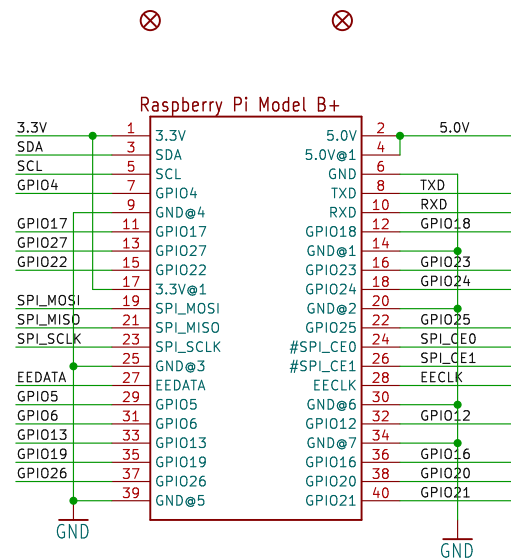 Raspberry Pi Model B+
3.3V 1 3.3V 5.0V 2 5.0V
SDA 3 SDA 5.0V@1 4
SCL 5 SCL GND 6
GPIO4 7 GPIO4 TXD 8 TXD
9 GND@4 RXD 10 RXD
GPIO17 11 GPIO17 GPIO18 12 GPIO18
GPIO27 13 GPIO27 GND@1 14
GPIO22 15 GPIO22 GPIO23 16 GPIO23
17 3.3V@1 GPIO24 18 GPIO24
SPI_MOSI 19 SPI_MOSI GND@2 20
SPI_MISO 21 SPI_MISO GPIO25 22 GPIO25
SPI_SCLK 23 SPI_SCLK #SPI_CE0 24 SPI_CE0
25 GND@3 #SPI_CE1 26 SPI_CE1
EEDATA 27 EEDATA EECLK 28 EECLK
GPIO5 29 GPIO5 GND@6 30
GPIO6 31 GPIO6 GPIO12 32 GPIO12
GPIO13 33 GPIO13 GND@7 34
GPIO19 35 GPIO19 GPIO16 36 GPIO16
GPIO26 37 GPIO26 GPIO20 38 GPIO20
39 GND@5 GPIO21 40 GPIO21
GND
GND